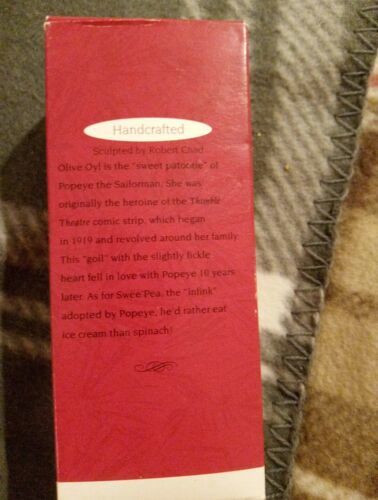 Handcrafted
Sculpted by Robert Chad
Olive Oyl is the "sweet patootie" of
Popeye the Sailorman. She was
originally the heroine of the Thimble
Theatre comic strip, which began
in 1919 and revolved around her family.
This "goil" with the slightly fickle
heart fell in love with Popeye 10 years
later. As for Swee'Pea, the "infink"
adopted by Popeye, he'd rather eat
ice cream than spinach!